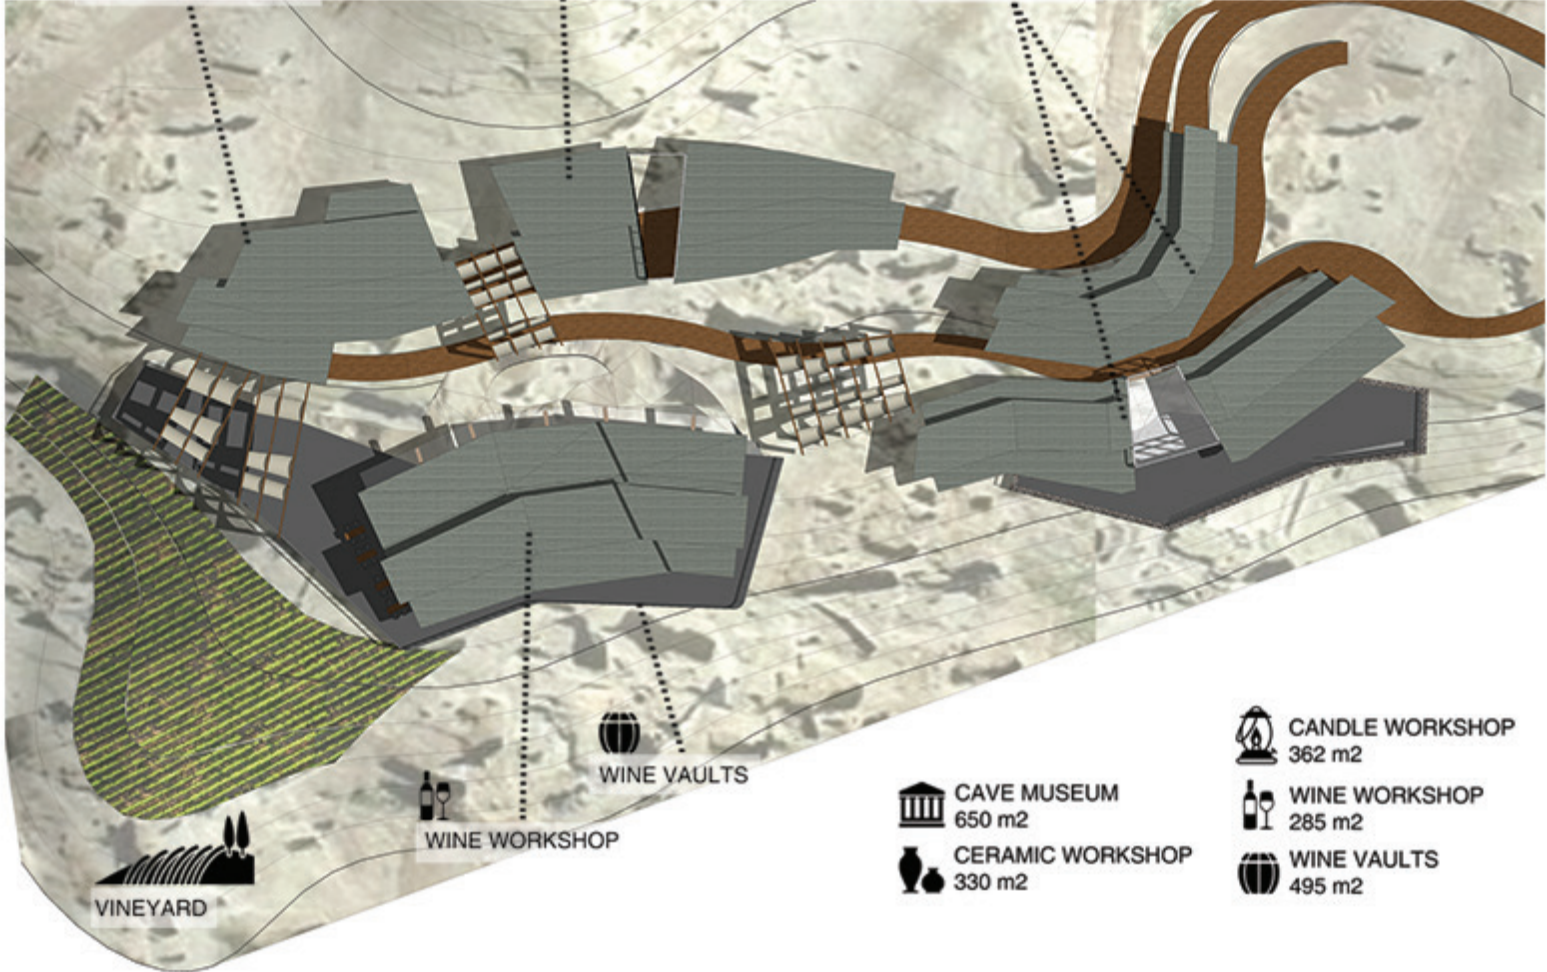 WINE VAULTS
WINE WORKSHOP
VINEYARD
CAVE MUSEUM
650 m2
CERAMIC WORKSHOP
330 m2
CANDLE WORKSHOP
362 m2
WINE WORKSHOP
285 m2
WINE VAULTS
495 m2